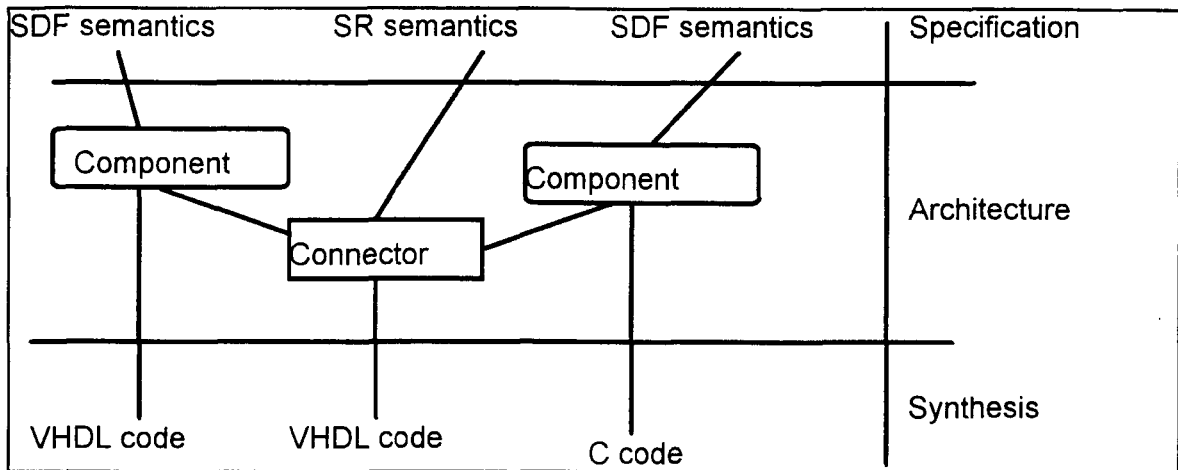 SDF semantics
SR semantics
SDF semantics
Specification
Component
Component
Architecture
Connector
Synthesis
VHDL code
VHDL code
C code